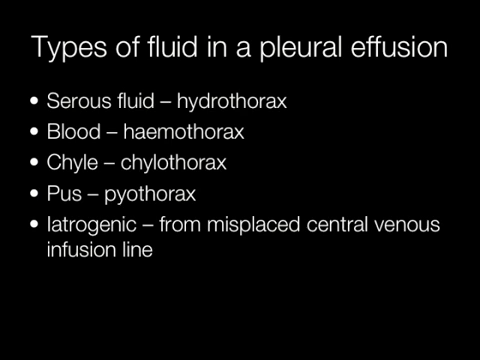 Types of fluid in a pleural effusion
• Serous fluid – hydrothorax
• Blood – haemothorax
• Chyle – chylothorax
• Pus – pyothorax
• Iatrogenic – from misplaced central venous
infusion line